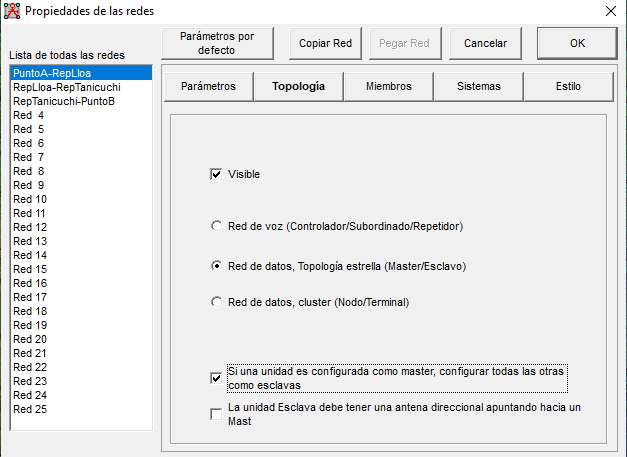 Propiedades de las redes
Lista de todas las redes
Parámetros por
defecto
Copiar Red
Pegar Red
Cancelar
OK
PuntoA-RepLloa
RepLloa-RepTanicuchi
RepTanicuchi-PuntoB
Red 4
Red 5
Red 6
Red 7
Red 8
Red 9
Red 10
Red 11
Red 12
Red 13
Red 14
Red 15
Red 16
Red 17
Red 18
Red 19
Red 20
Red 21
Red 22
Red 23
Red 24
Red 25
Parámetros
Topología
Miembros
Sistemas
Estilo
Visible
Red de voz (Controlador/Subordinado/Repetidor)
Red de datos, Topología estrella (Master/Esclavo)
Red de datos, cluster (Nodo/Terminal)
Si una unidad es configurada como master, configurar todas las otras
como esclavas
La unidad Esclava debe tener una antena direccional apuntando hacia un
Mast